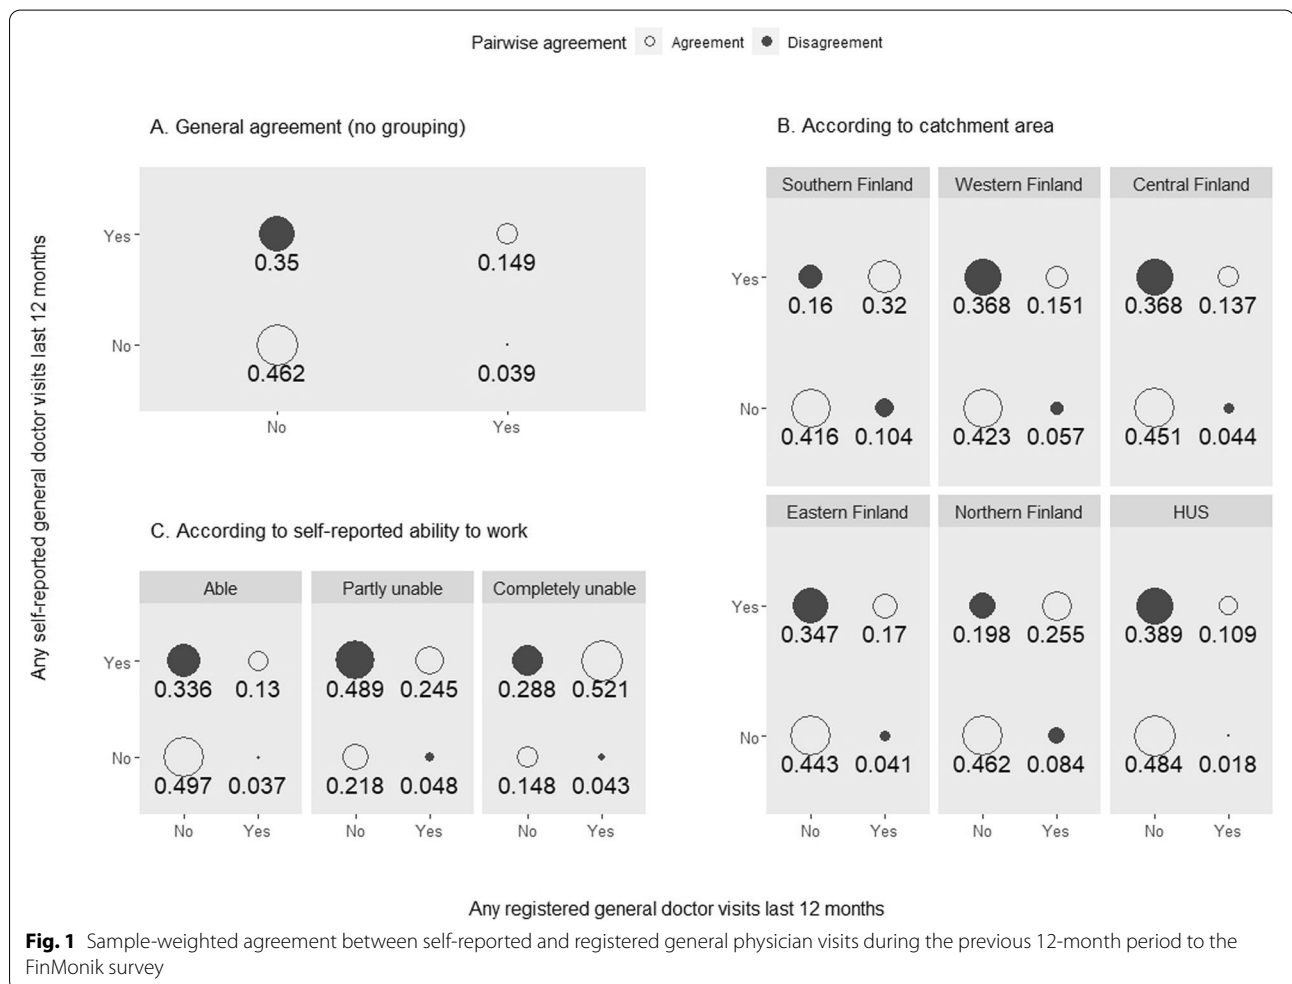 Pairwise agreement Agreement Disagreement
A. General agreement (no grouping)
Yes
0.35 0.149
No
0.462 0.039
No Yes
B. According to catchment area
Southern Finland Western Finland Central Finland
Yes
0.16 0.32 0.368 0.151 0.368 0.137
No
0.416 0.104 0.423 0.057 0.451 0.044
Eastern Finland Northern Finland HUS
Yes
0.347 0.17 0.198 0.255 0.389 0.109
No
0.443 0.041 0.462 0.084 0.484 0.018
No Yes No Yes No Yes
C. According to self-reported ability to work
Able Partly unable Completely unable
Yes
0.336 0.13 0.489 0.245 0.288 0.521
No
0.497 0.037 0.218 0.048 0.148 0.043
No Yes No Yes No Yes
Any self-reported general doctor visits last 12 months
Any registered general doctor visits last 12 months
Fig. 1 Sample-weighted agreement between self-reported and registered general physician visits during the previous 12-month period to the
FinMonik survey